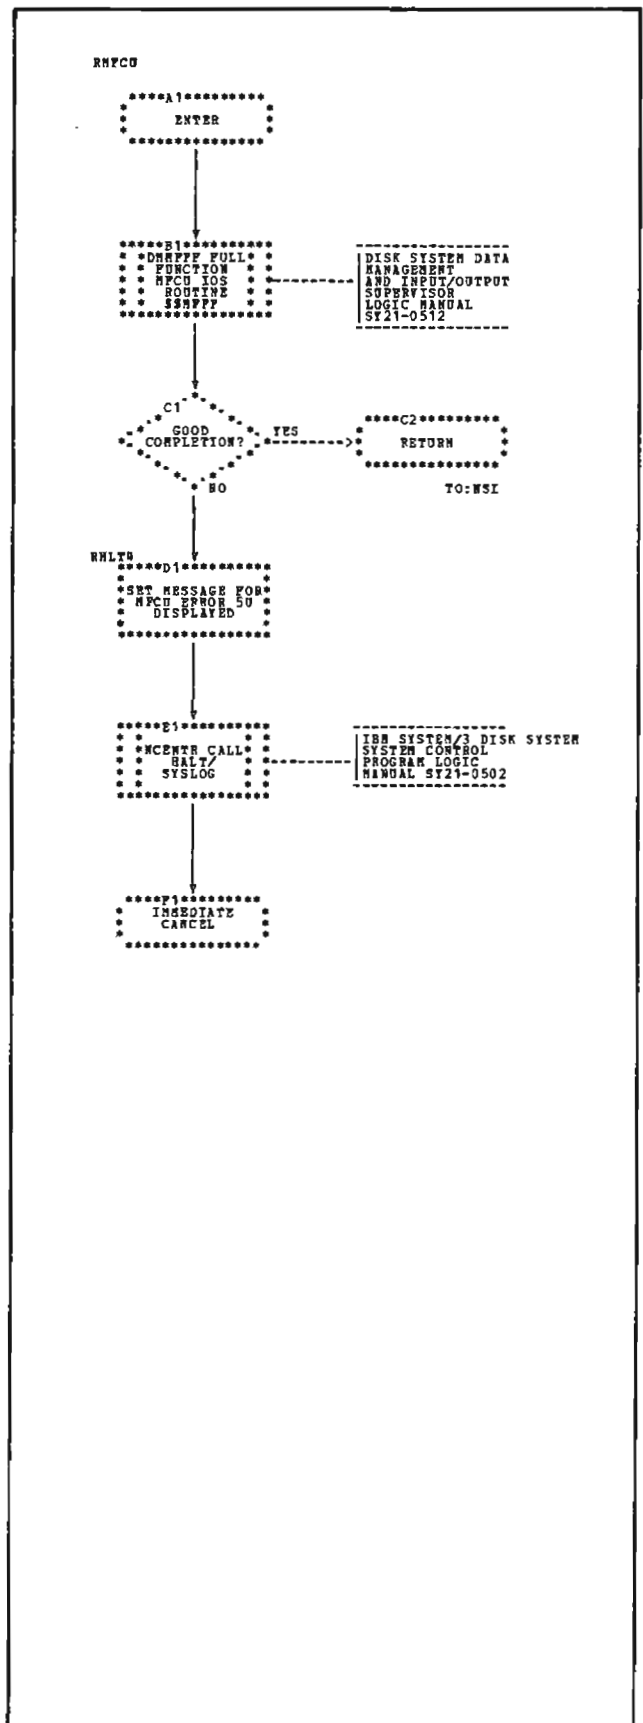 RMFCU
A1
ENTER
B1
DMMFFF FULL
FUNCTION
MFCU IOS
ROUTINE
$$MFFF
DISK SYSTEM DATA
MANAGEMENT
AND INPUT/OUTPUT
SUPERVISOR
LOGIC MANUAL
SY21-0512
C1
GOOD
COMPLETION?
YES
C2
RETURN
NO
TO:NSI
D1
SET MESSAGE FOR
MFCU ERROR 5U
DISPLAYED
E1
NCENTR CALL
HALT/
SYSLOG
IBM SYSTEM/3 DISK SYSTEM
SYSTEM CONTROL
PROGRAM LOGIC
MANUAL SY21-0502
F1
IMMEDIATE
CANCEL